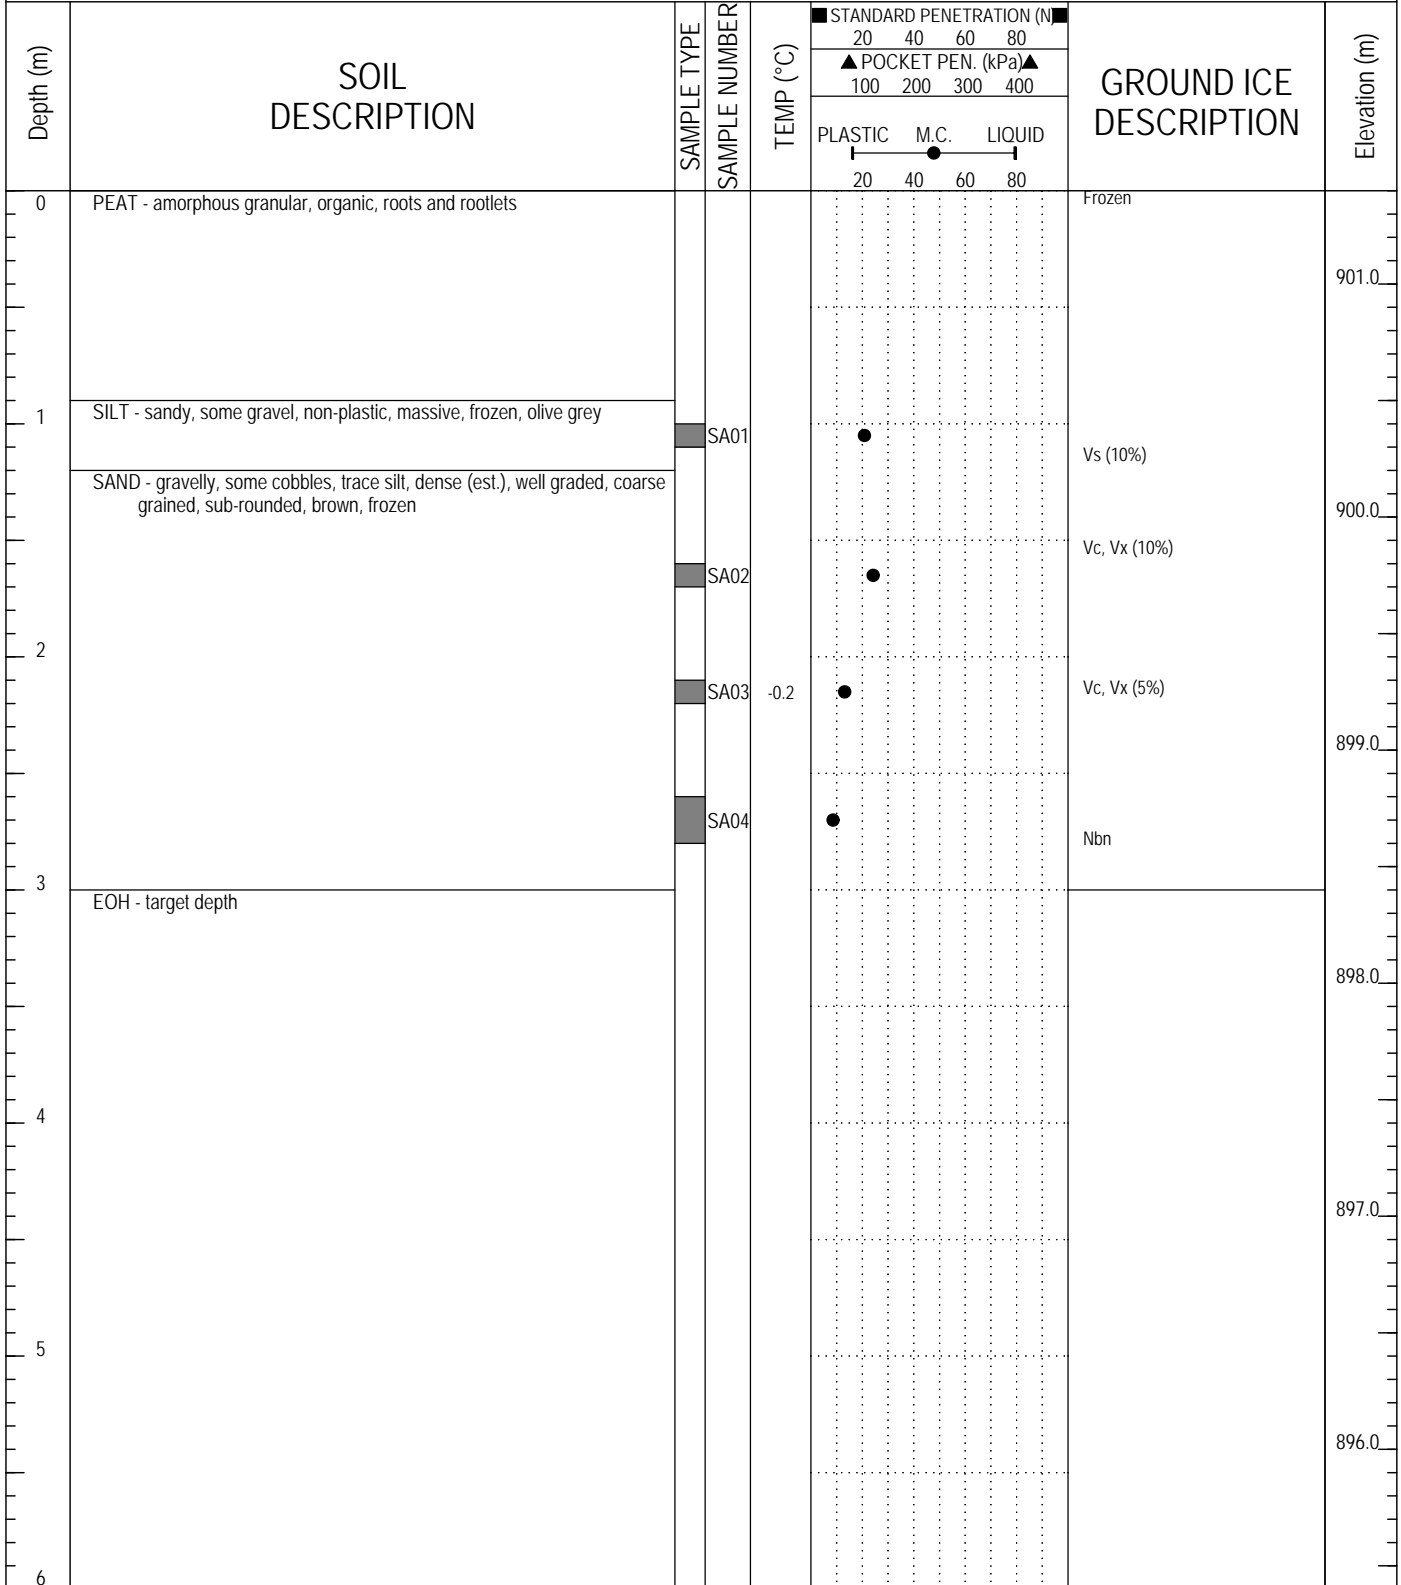 Depth (m)
SOIL
DESCRIPTION
SAMPLE TYPE
SAMPLE NUMBER
TEMP (°C)
STANDARD PENETRATION (N)
20 40 60 80
POCKET PEN. (kPa)
100 200 300 400
PLASTIC M.C. LIQUID
20 40 60 80
GROUND ICE
DESCRIPTION
Elevation (m)
0
PEAT - amorphous granular, organic, roots and rootlets
Frozen
901.0
1
SILT - sandy, some gravel, non-plastic, massive, frozen, olive grey
SA01
Vs (10%)
SAND - gravelly, some cobbles, trace silt, dense (est.), well graded, coarse
grained, sub-rounded, brown, frozen
900.0
Vc, Vx (10%)
SA02
2
SA03
-0.2
Vc, Vx (5%)
899.0
SA04
Nbn
3
EOH - target depth
898.0
4
897.0
5
896.0
6